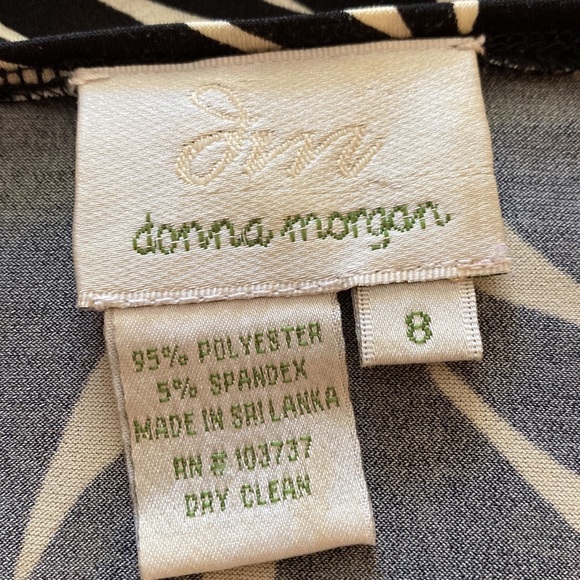 dm
donna morgan
8
95% POLYESTER
5% SPANDEX
MADE IN SRI LANKA
RN # 103737
DRY CLEAN